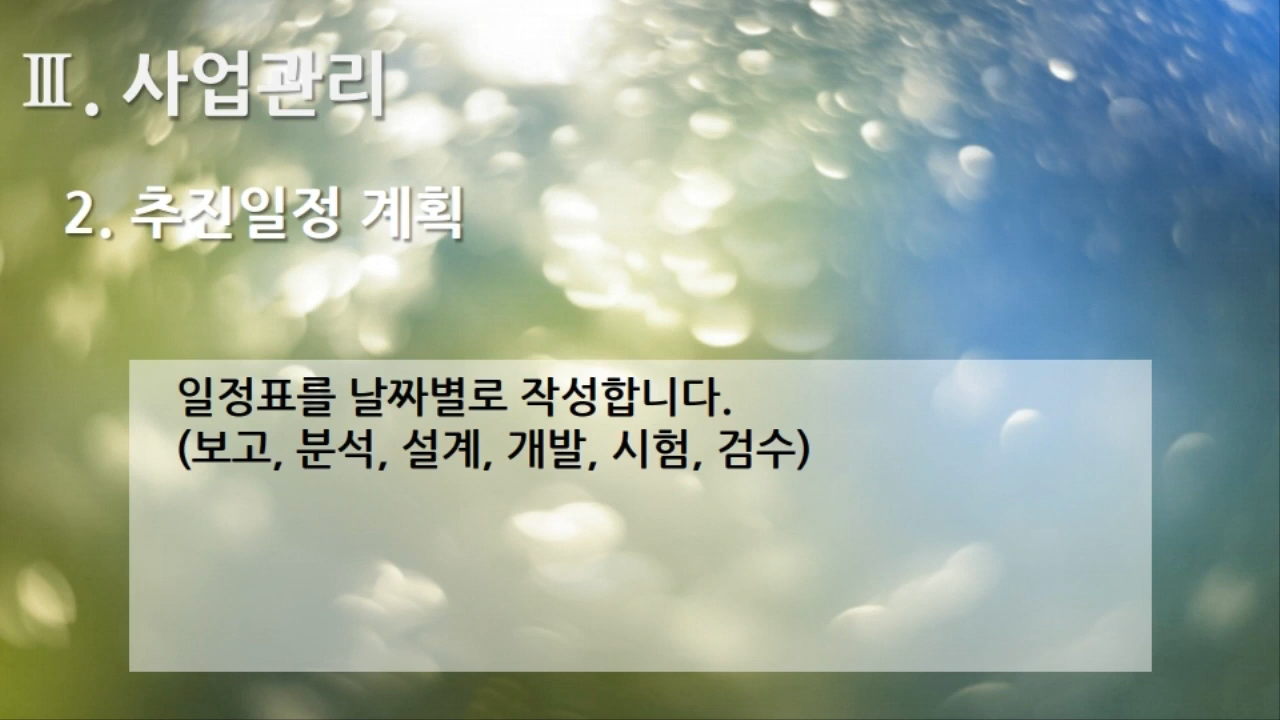 Ⅲ. 사업관리
2. 추진일정 계획
일정표를 날짜별로 작성합니다.
(보고, 분석, 설계, 개발, 시험, 검수)